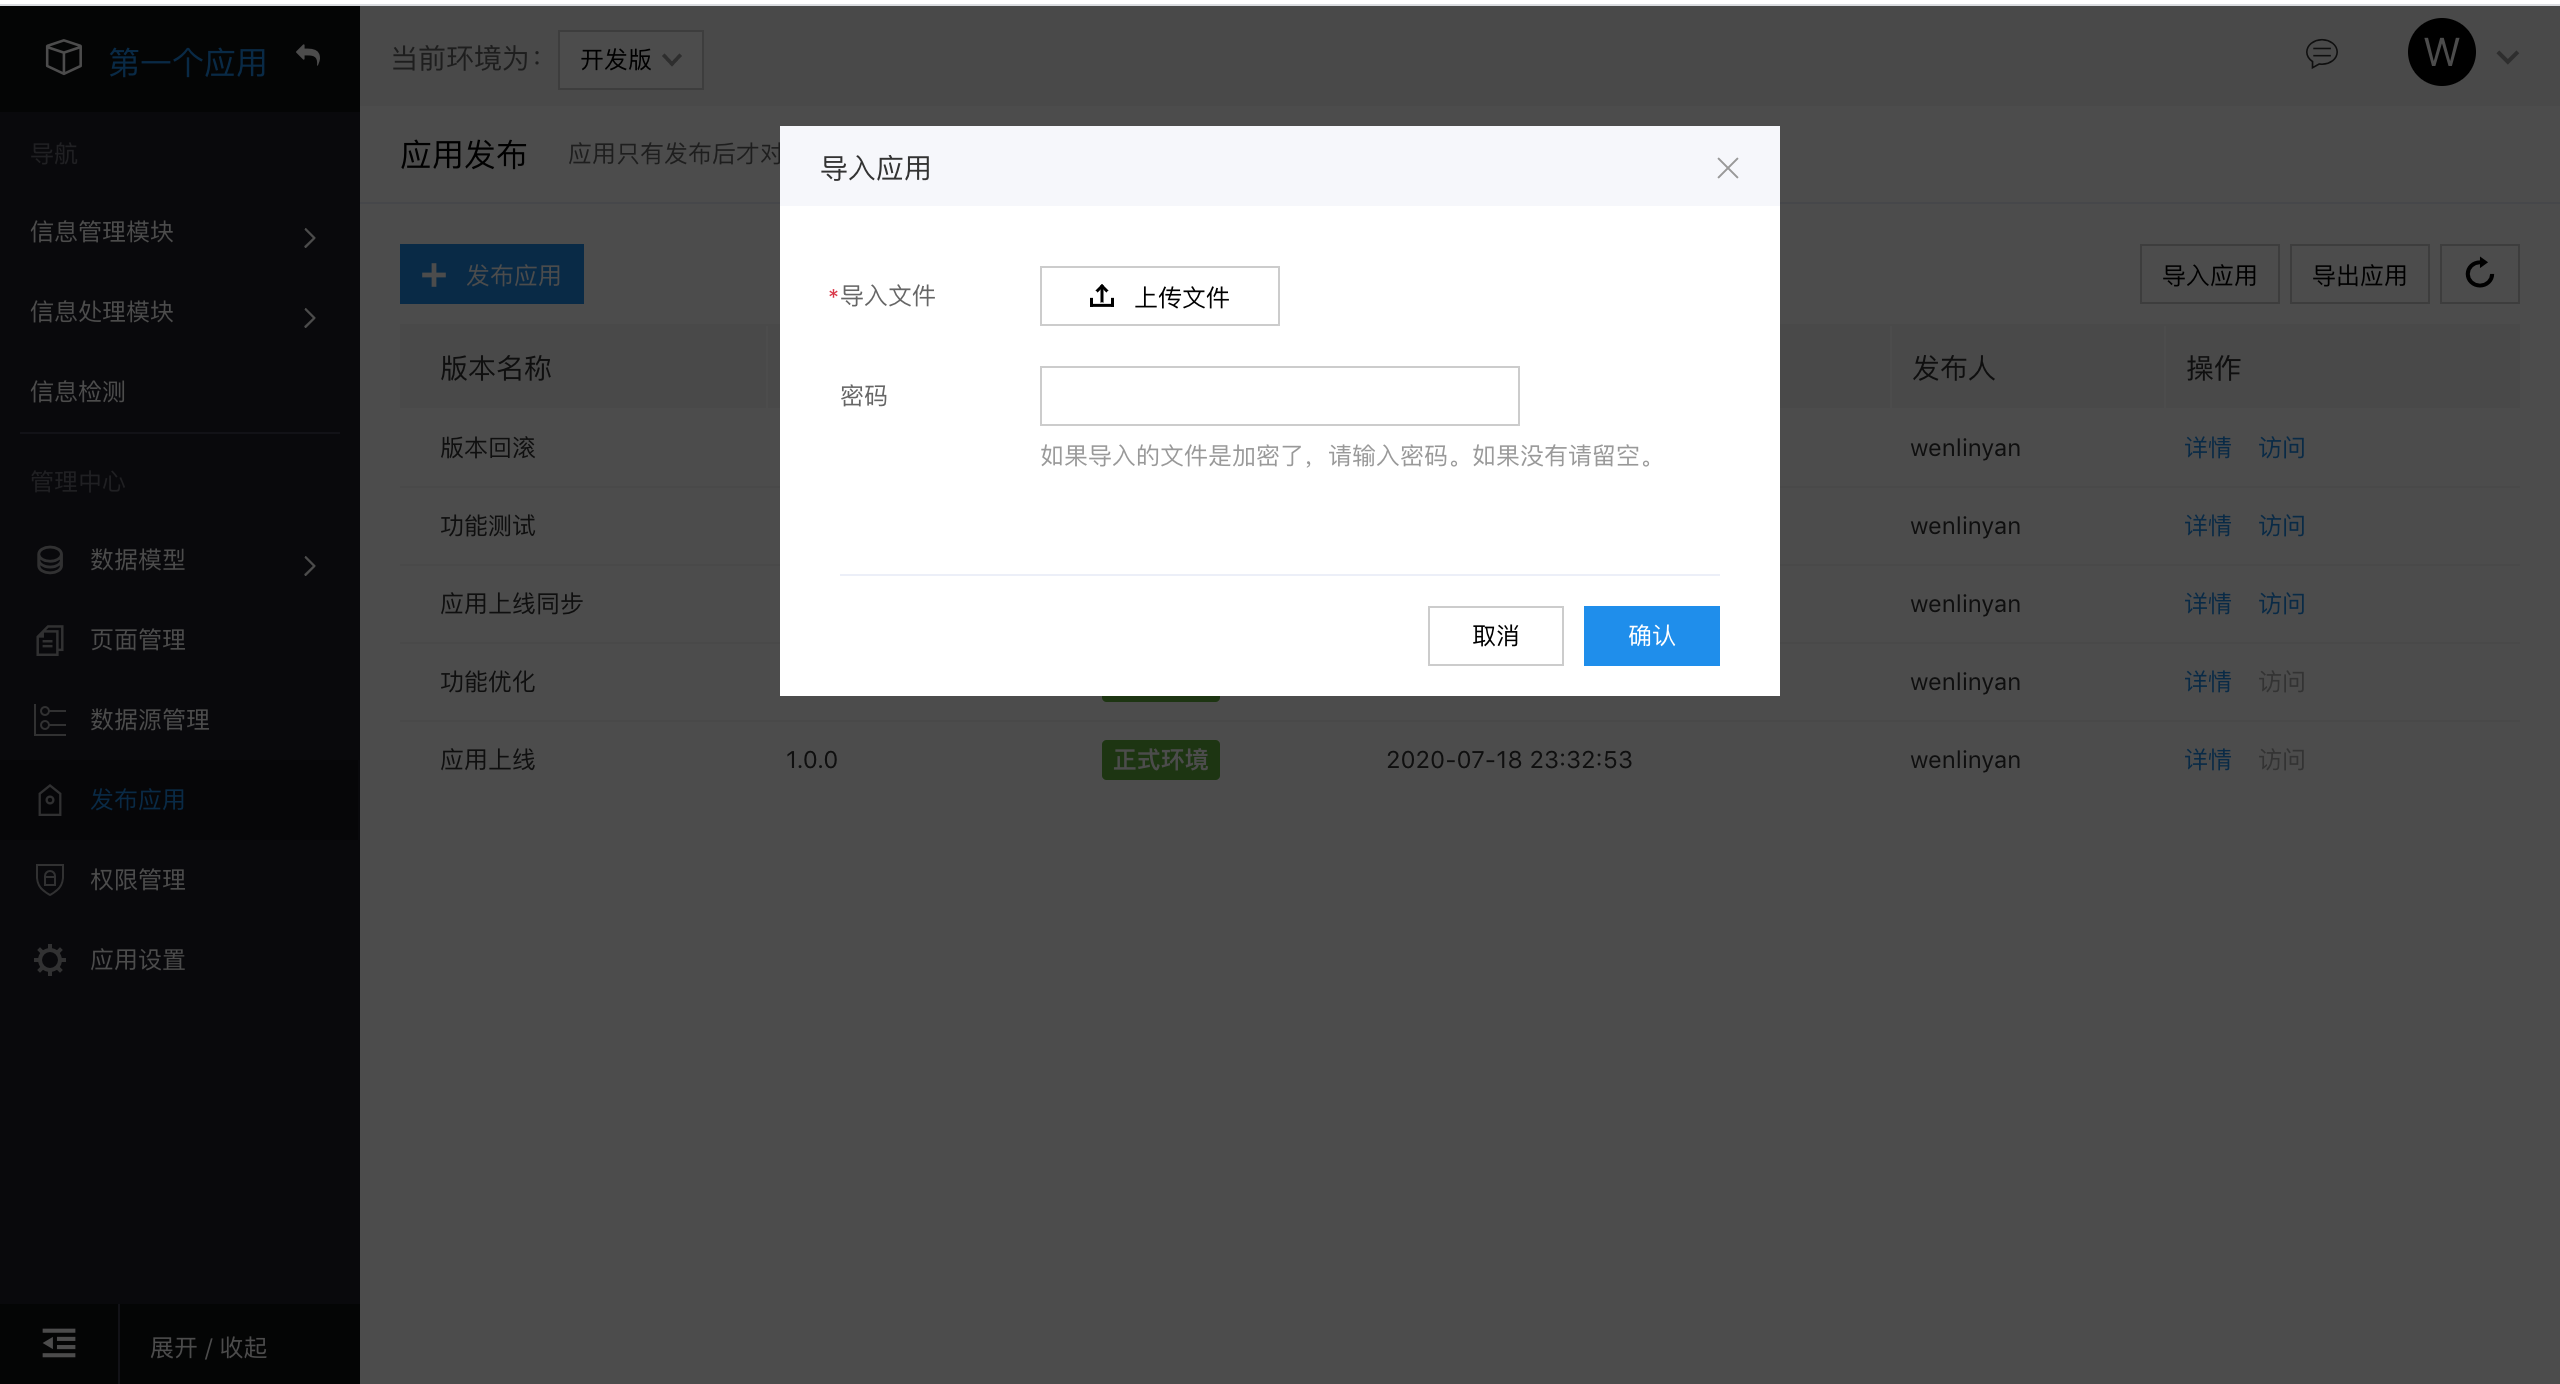 第一个应用
当前环境为：
开发版
W
导航
信息管理模块
信息处理模块
信息检测
管理中心
数据模型
页面管理
数据源管理
发布应用
权限管理
应用设置
展开 / 收起
应用发布
应用只有发布后才对
发布应用
导入应用
导出应用
版本名称
发布人
操作
版本回滚
wenlinyan
详情
访问
功能测试
wenlinyan
详情
访问
应用上线同步
wenlinyan
详情
访问
功能优化
wenlinyan
详情
访问
应用上线
1.0.0
正式环境
2020-07-18 23:32:53
wenlinyan
详情
访问
导入应用
*导入文件
上传文件
密码
如果导入的文件是加密了，请输入密码。如果没有请留空。
取消
确认